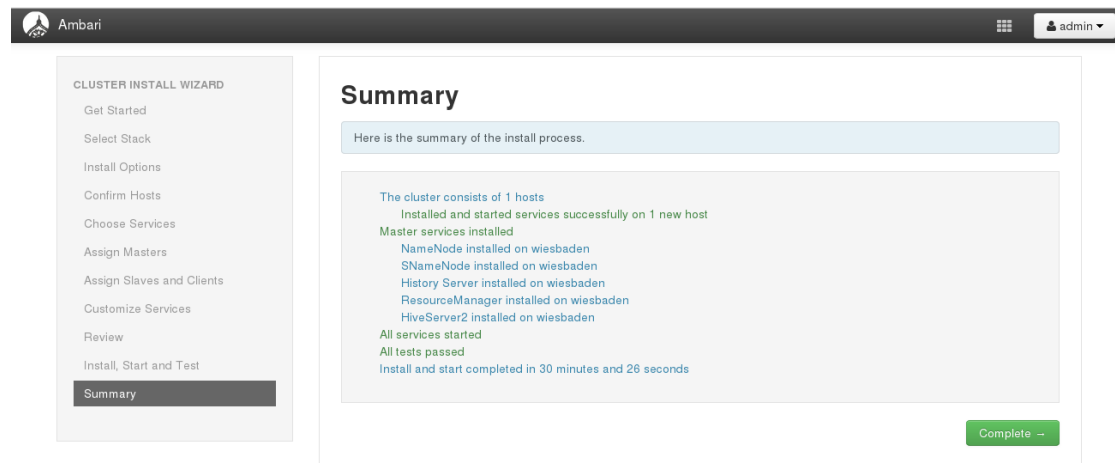 Ambari
admin
CLUSTER INSTALL WIZARD
Get Started
Select Stack
Install Options
Confirm Hosts
Choose Services
Assign Masters
Assign Slaves and Clients
Customize Services
Review
Install, Start and Test
Summary
Summary
Here is the summary of the install process.
The cluster consists of 1 hosts
Installed and started services successfully on 1 new host
Master services installed
NameNode installed on wiesbaden
SNameNode installed on wiesbaden
History Server installed on wiesbaden
ResourceManager installed on wiesbaden
HiveServer2 installed on wiesbaden
All services started
All tests passed
Install and start completed in 30 minutes and 26 seconds
Complete →